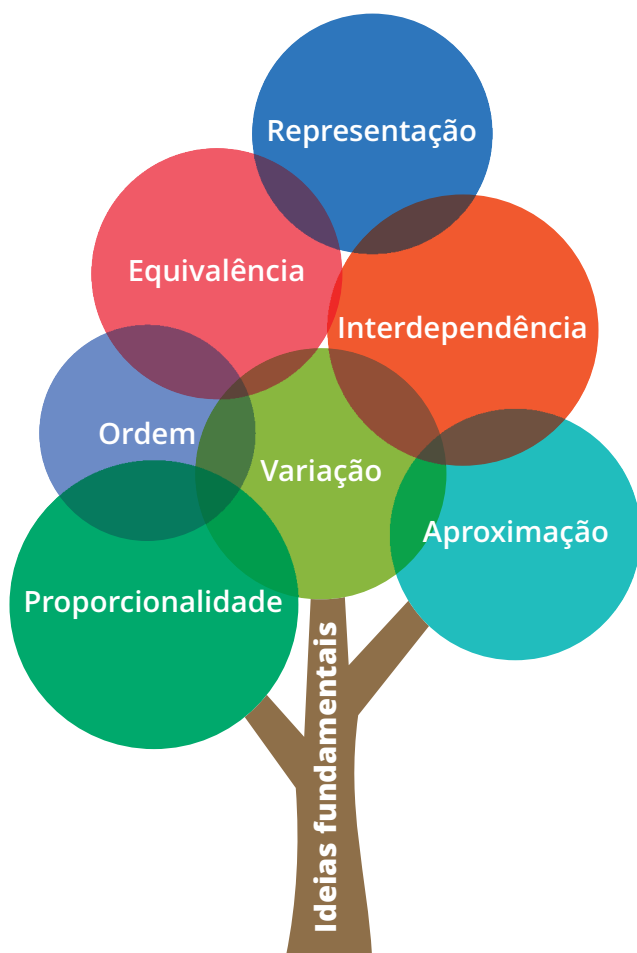 Representação
Equivalência
Interdependência
Ordem
Variação
Aproximação
Proporcionalidade
Ideias fundamentais